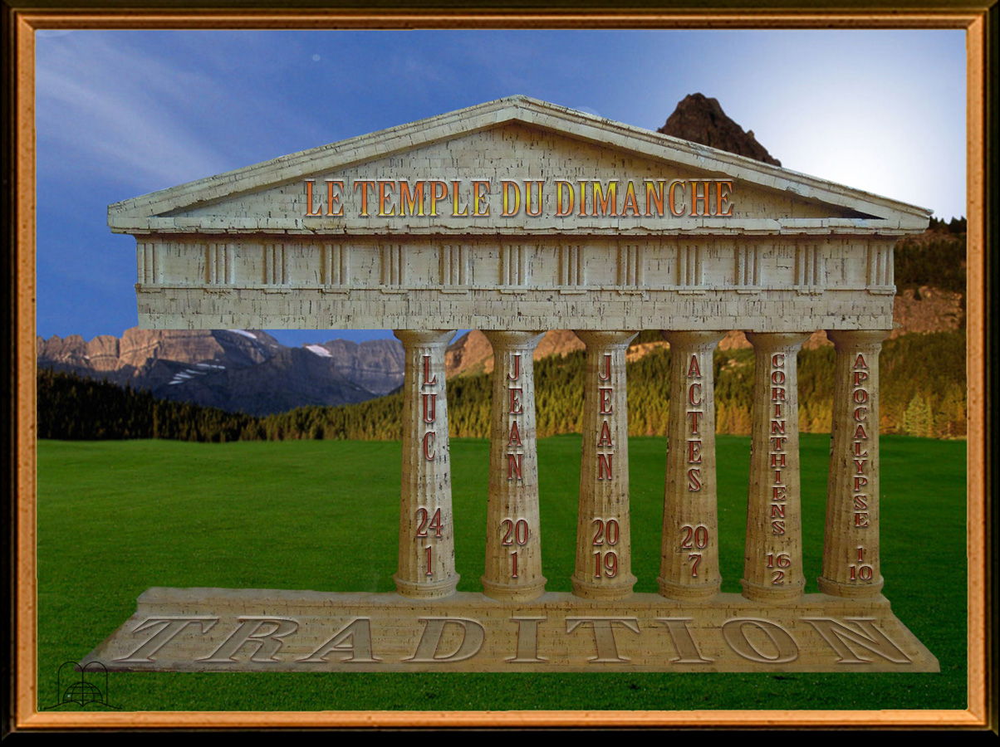 LE TEMPLE DU DIMANCHE
LUC
24
1
JEAN
20
1
JEAN
20
19
ACTES
20
7
CORINTHIENS
16
2
APOCALYPSE
1
10
TRADITION